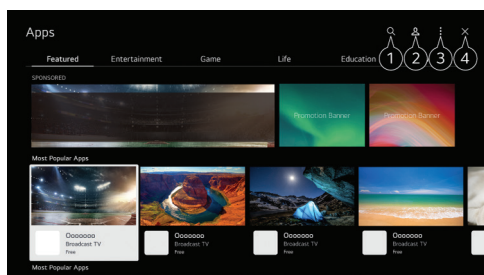 Apps
Featured Entertainment Game Life Education
1 2 3 4
SPONSORED
Promotion Banner Promotion Banner
Most Popular Apps
Ooooooo Ooooooo Ooooooo Ooooooo
Broadcast TV Broadcast TV Broadcast TV Broadcast TV
Free Free Free Free
Most Popular Apps